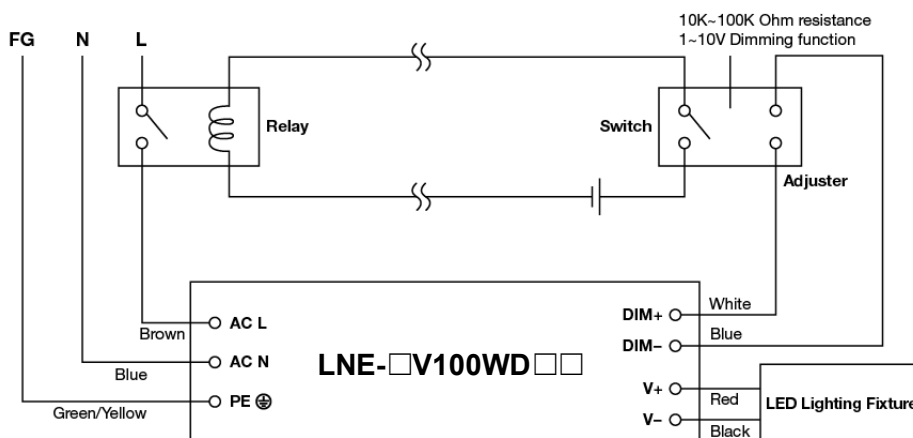 10K~100K Ohm resistance
1~10V Dimming function
FG N L
Relay
Switch
Adjuster
Brown
AC L
Blue
AC N
Green/Yellow
PE
LNE-□V100WD□□
DIM+
White
DIM–
Blue
V+
Red
V–
Black
LED Lighting Fixture